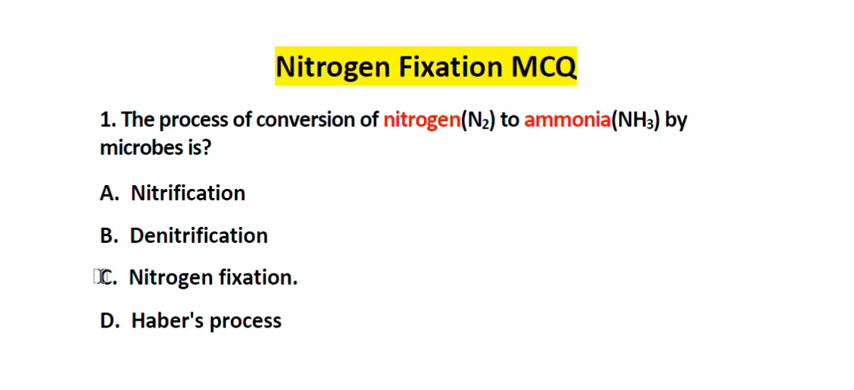 Nitrogen Fixation MCQ
1. The process of conversion of nitrogen(N₂) to ammonia(NH₃) by
microbes is?
A. Nitrification
B. Denitrification
C. Nitrogen fixation.
D. Haber's process